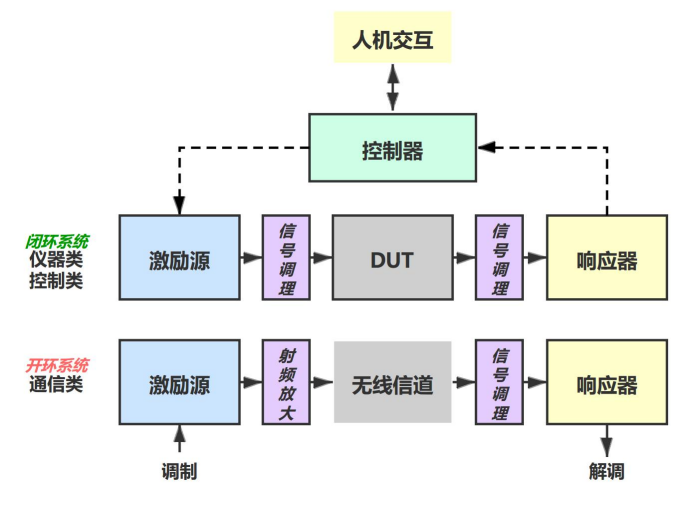 人机交互
控制器
闭环系统
仪器类
控制类
激励源
信号调理
DUT
信号调理
响应器
开环系统
通信类
激励源
射频放大
无线信道
信号调理
响应器
调制
解调